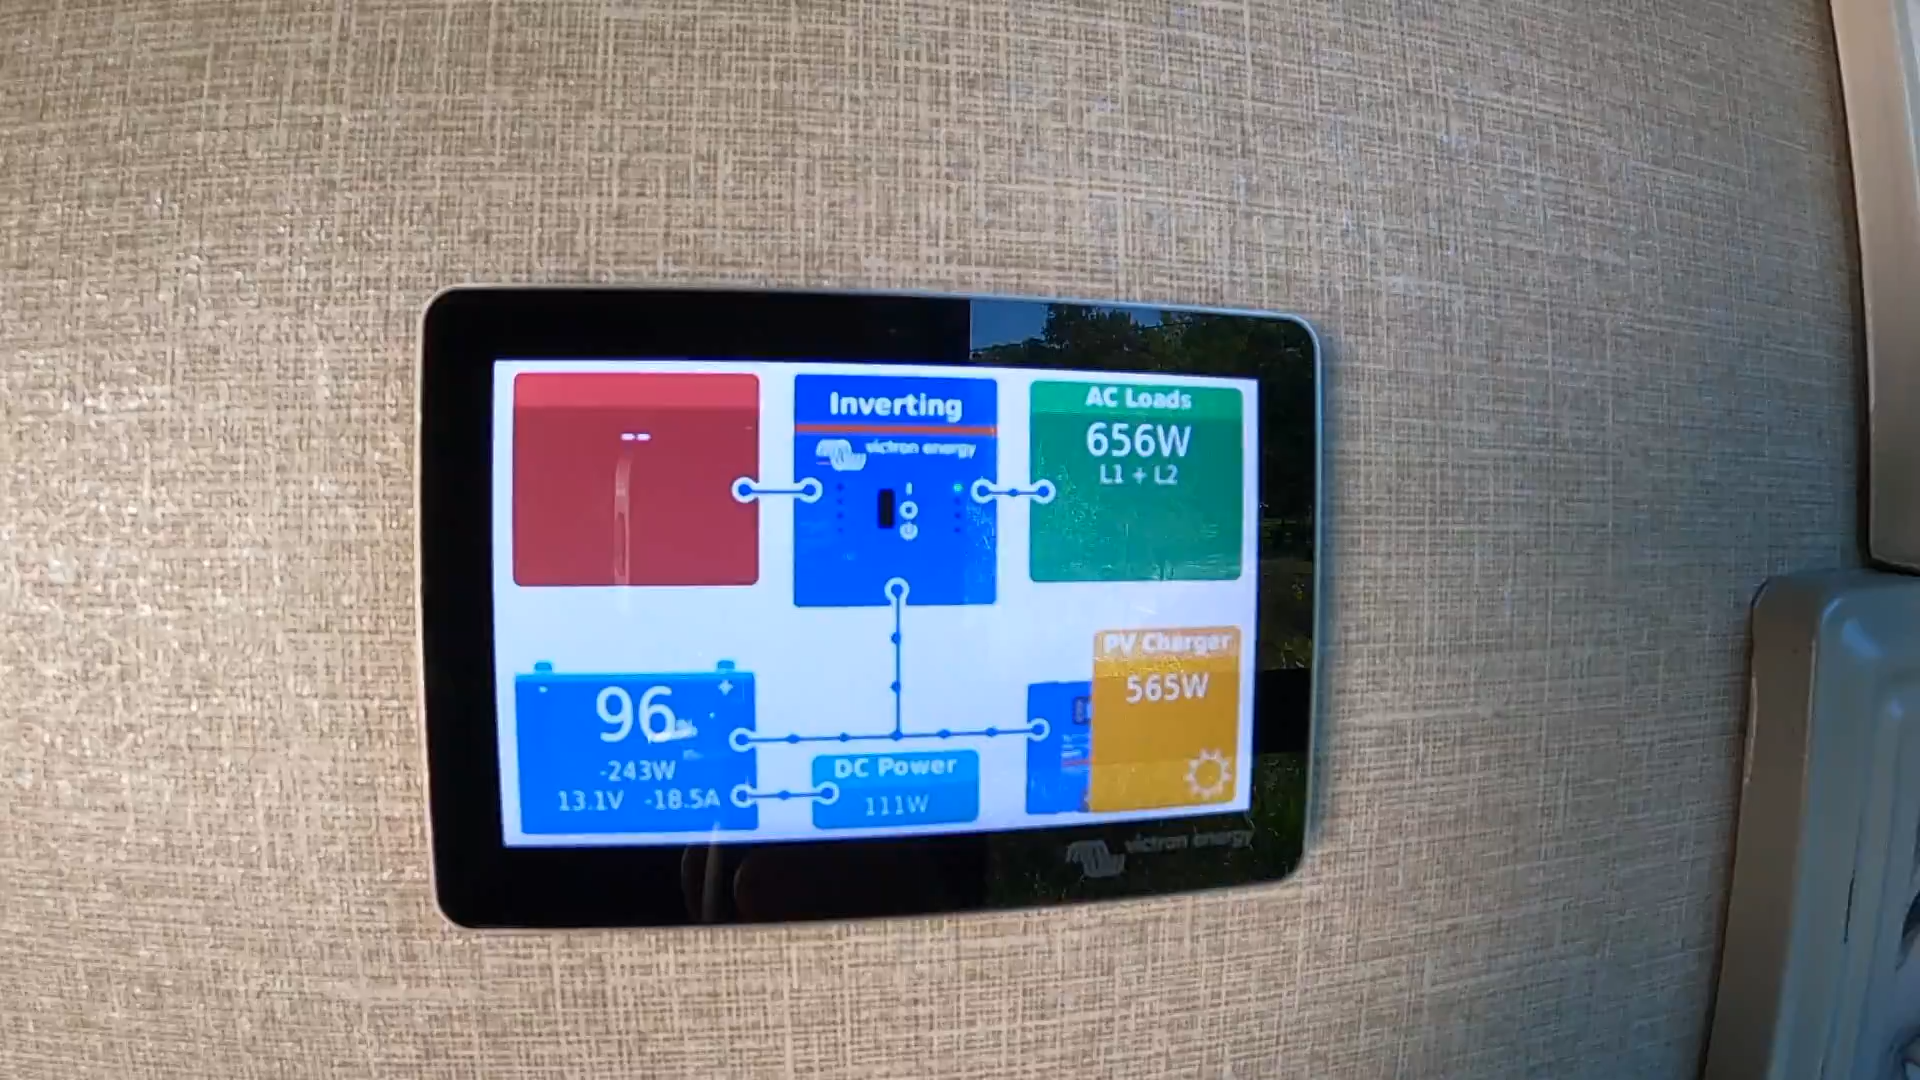 --
Inverting
victron energy
AC Loads
656W
L1 + L2
96
-243W
13.1V -18.5A
DC Power
111W
PV Charger
565W
victron energy